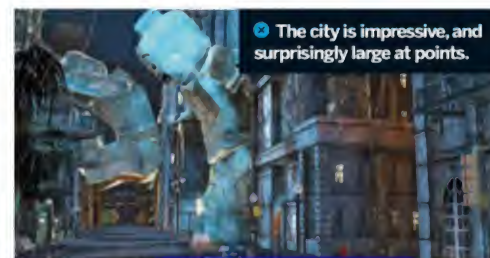 The city is impressive, and
surprisingly large at points.